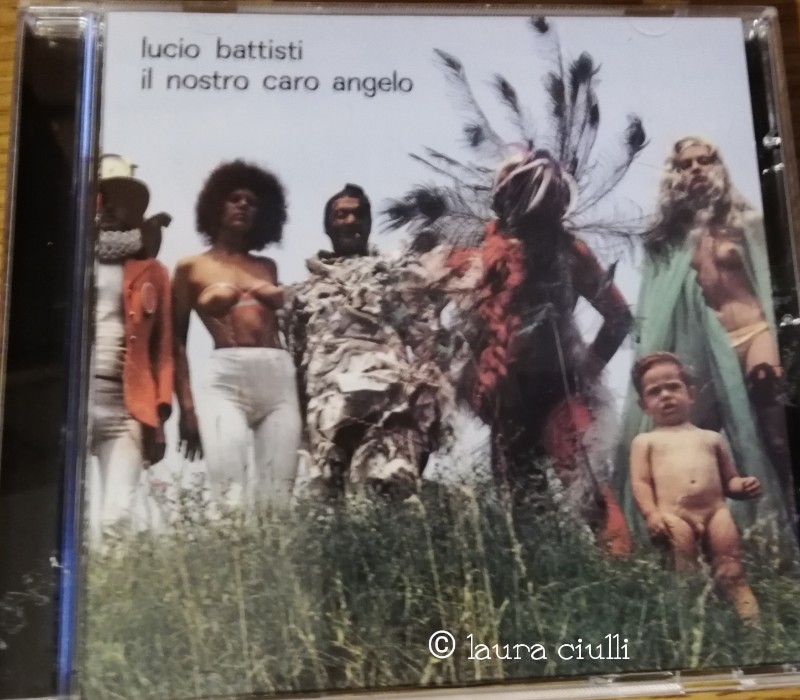 lucio battisti
il nostro caro angelo
© laura ciulli